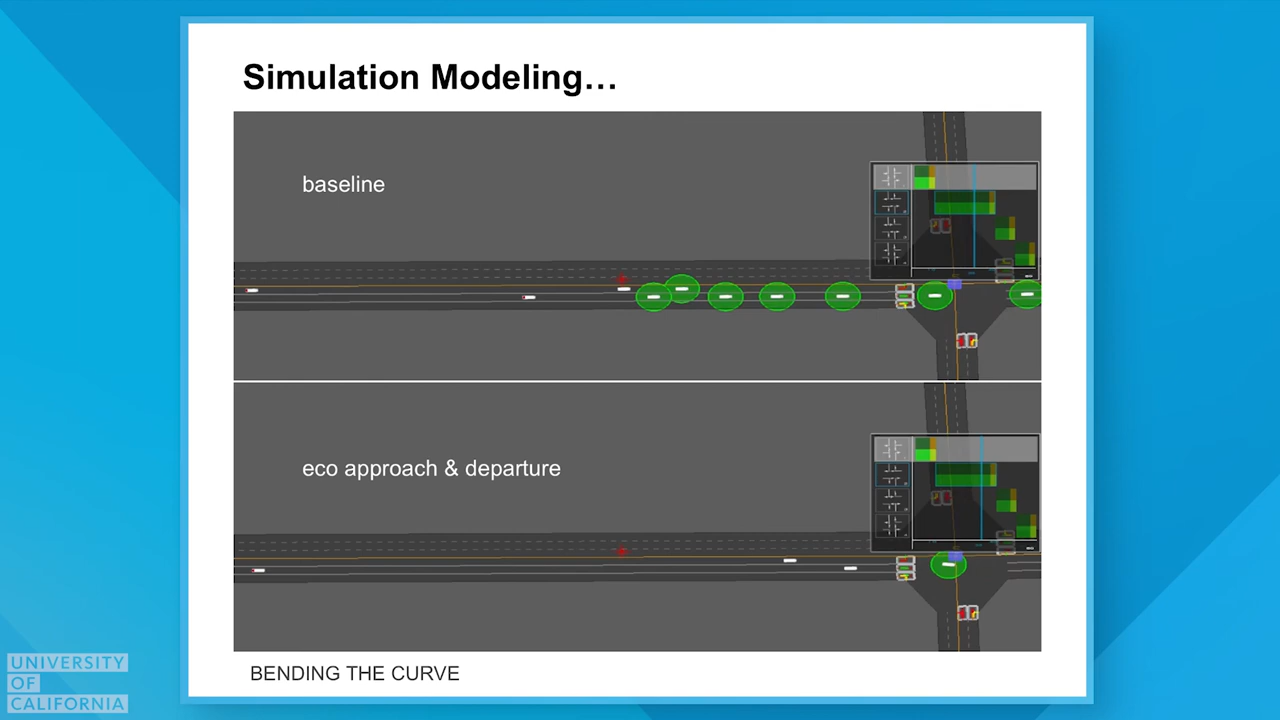 Simulation Modeling…
baseline
eco approach & departure
BENDING THE CURVE
UNIVERSITY
OF
CALIFORNIA